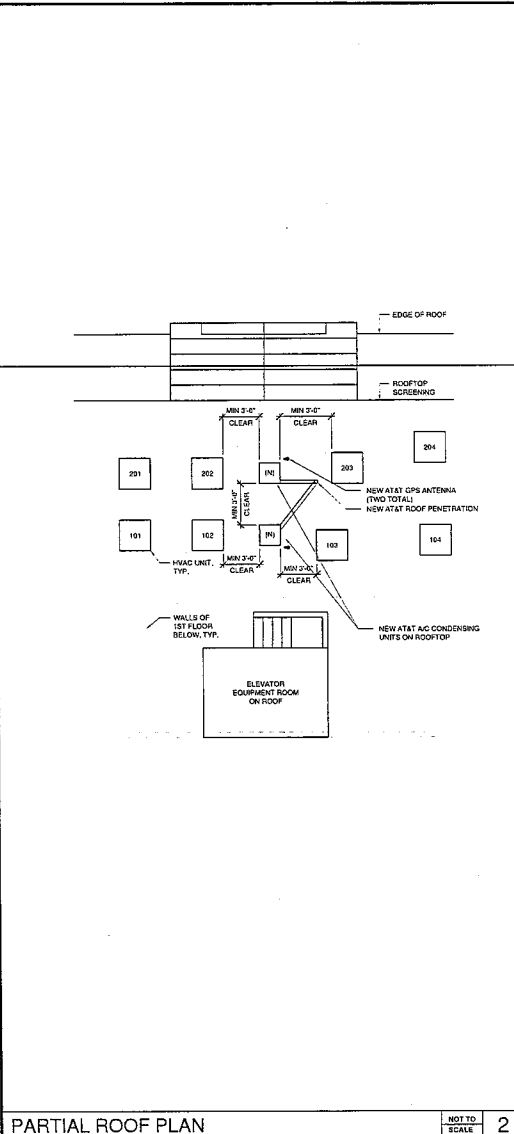 EDGE OF ROOF
ROOFTOP
SCREENING
MIN 3'-0"
CLEAR
MIN 3'-0"
CLEAR
204
201
202
(N)
203
NEW AT&T GPS ANTENNA
(TWO TOTAL)
NEW AT&T ROOF PENETRATION
MIN 3'-0"
CLEAR
101
102
(N)
103
104
HVAC UNIT,
TYP.
MIN 3'-0"
CLEAR
MIN 3'-0"
CLEAR
WALLS OF
1ST FLOOR
BELOW, TYP.
NEW AT&T A/C CONDENSING
UNITS ON ROOFTOP
ELEVATOR
EQUIPMENT ROOM
ON ROOF
PARTIAL ROOF PLAN
NOT TO
SCALE
2